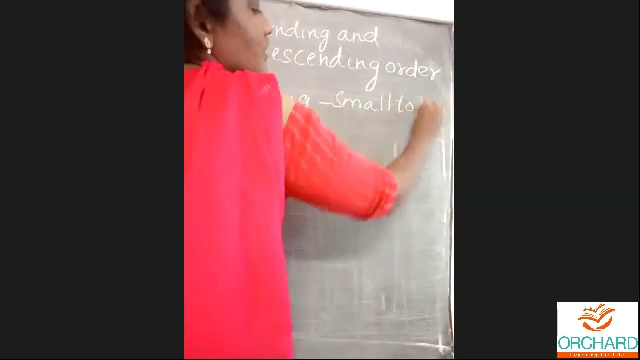 nding and
escending order
g - Small to
ORCHARD